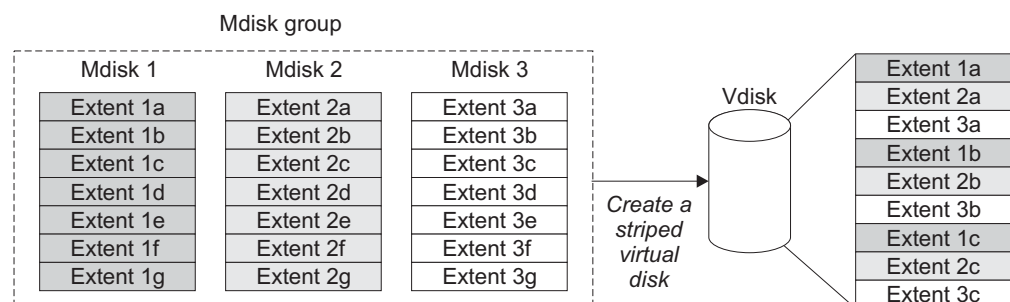 Mdisk group
Mdisk 1
Extent 1a
Extent 1b
Extent 1c
Extent 1d
Extent 1e
Extent 1f
Extent 1g
Mdisk 2
Extent 2a
Extent 2b
Extent 2c
Extent 2d
Extent 2e
Extent 2f
Extent 2g
Mdisk 3
Extent 3a
Extent 3b
Extent 3c
Extent 3d
Extent 3e
Extent 3f
Extent 3g
Create a
striped
virtual
disk
Vdisk
Extent 1a
Extent 2a
Extent 3a
Extent 1b
Extent 2b
Extent 3b
Extent 1c
Extent 2c
Extent 3c